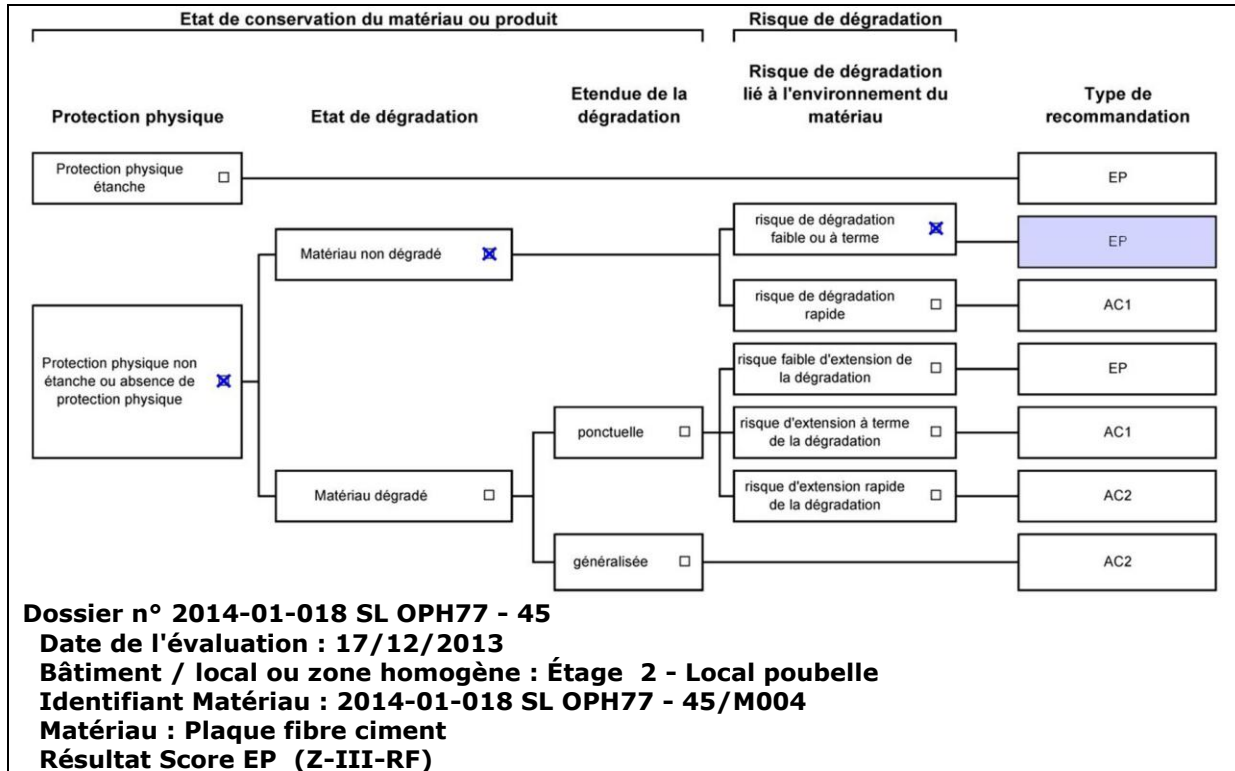 Etat de conservation du matériau ou produit
Risque de dégradation
Protection physique
Etat de dégradation
Etendue de la
dégradation
Risque de dégradation
lié à l'environnement du
matériau
Type de
recommandation
Protection physique
étanche
EP
risque de dégradation
faible ou à terme
EP
Matériau non dégradé
risque de dégradation
rapide
AC1
Protection physique non
étanche ou absence de
protection physique
risque faible d'extension de
la dégradation
EP
ponctuelle
risque d'extension à terme
de la dégradation
AC1
Matériau dégradé
risque d'extension rapide
de la dégradation
AC2
généralisée
AC2
Dossier n° 2014-01-018 SL OPH77 - 45
Date de l'évaluation : 17/12/2013
Bâtiment / local ou zone homogène : Étage 2 - Local poubelle
Identifiant Matériau : 2014-01-018 SL OPH77 - 45/M004
Matériau : Plaque fibre ciment
Résultat Score EP (Z-III-RF)